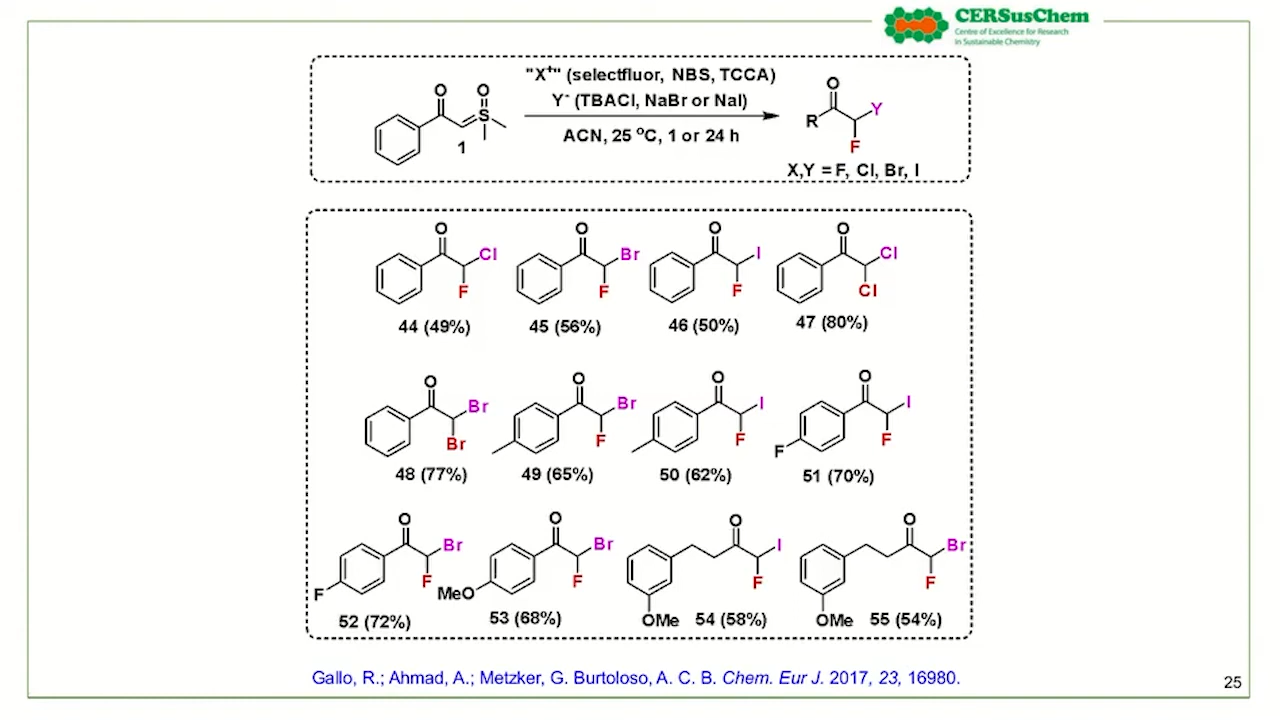 CERSusChem
Centre of Excellence for Research
in Sustainable Chemistry
"X+" (selectfluor, NBS, TCCA)
Y- (TBACl, NaBr or NaI)
ACN, 25 ºC, 1 or 24 h
O O
S
1
O
R Y
F
X,Y = F, Cl, Br, I
O O O O
Cl Br I Cl
F F F Cl
44 (49%) 45 (56%) 46 (50%) 47 (80%)
O O O O
Br Br I I
Br F F F
F
48 (77%) 49 (65%) 50 (62%) 51 (70%)
O O O O
Br Br I Br
F F F F
F MeO
OMe OMe
52 (72%) 53 (68%) 54 (58%) 55 (54%)
Gallo, R.; Ahmad, A.; Metzker, G. Burtoloso, A. C. B. Chem. Eur J. 2017, 23, 16980.
25